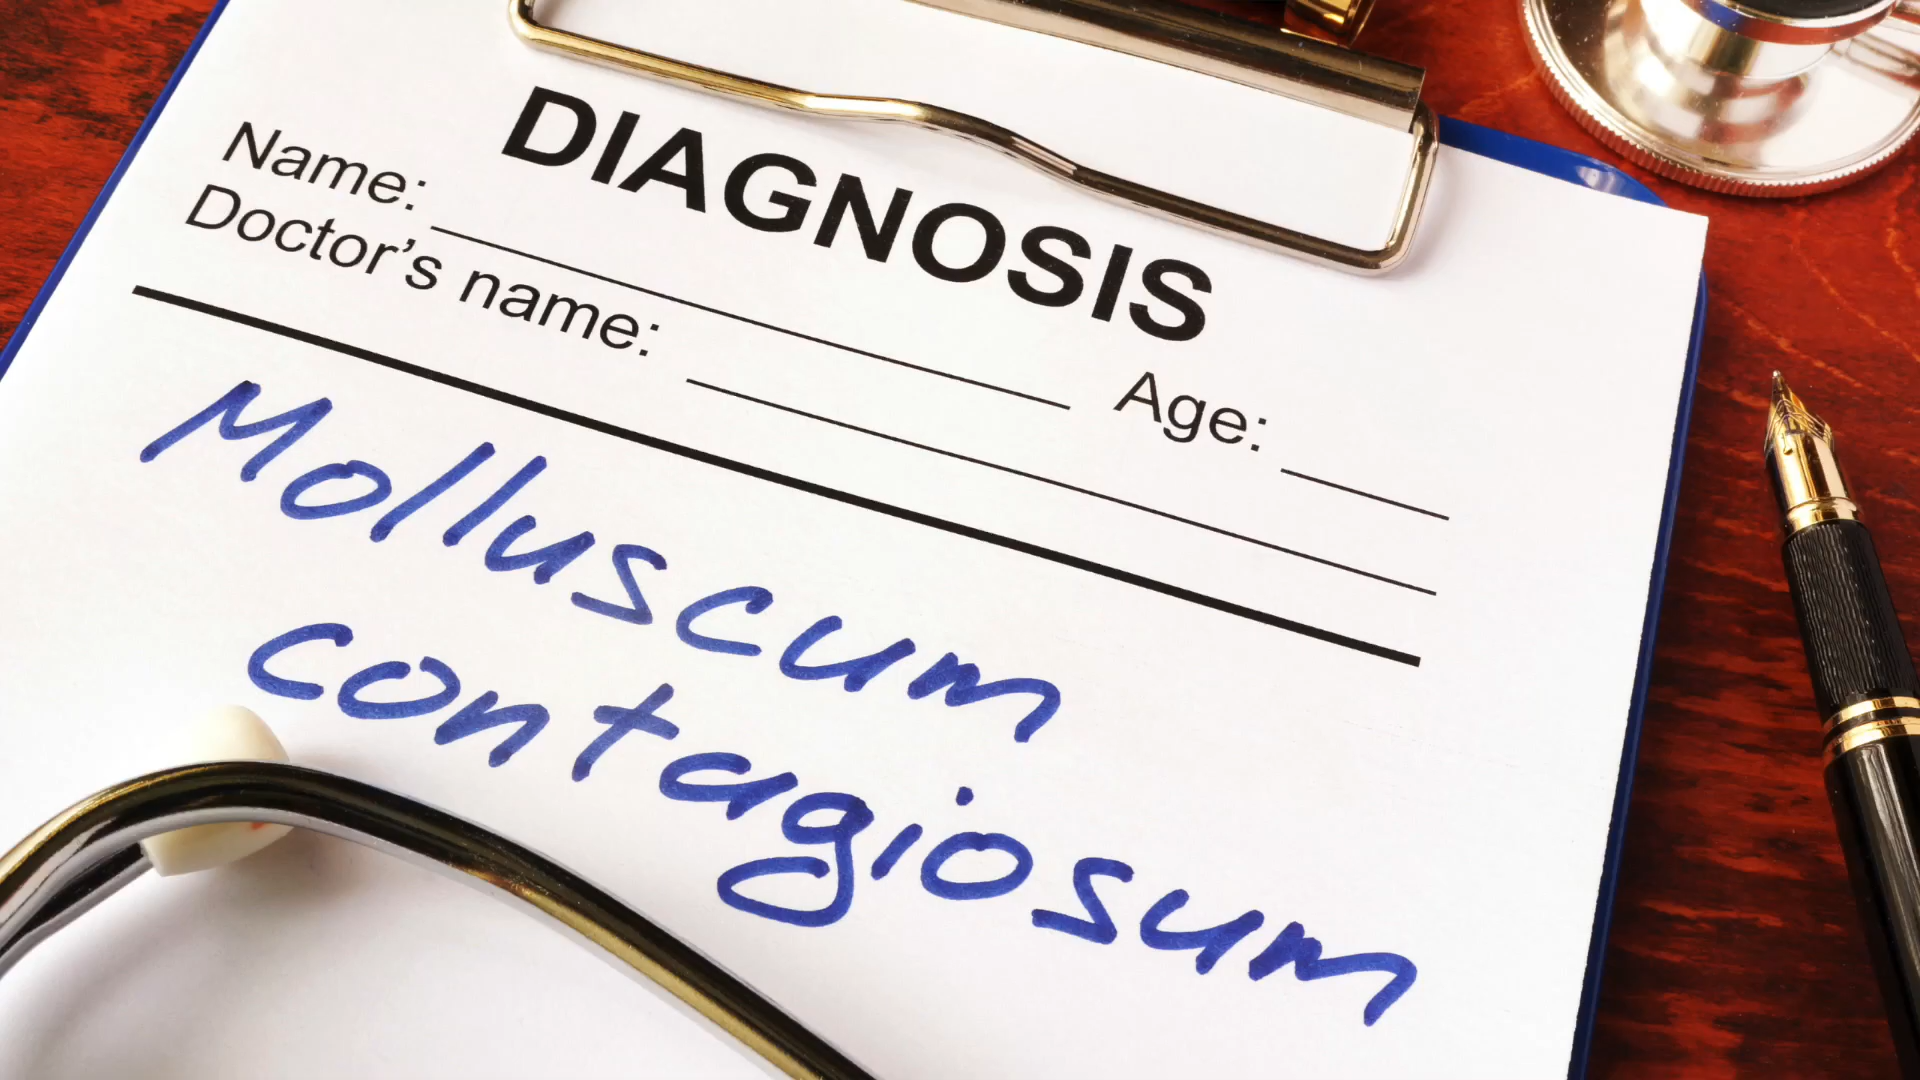 DIAGNOSIS
Name: Age:
Doctor's name:
Molluscum
contagiosum